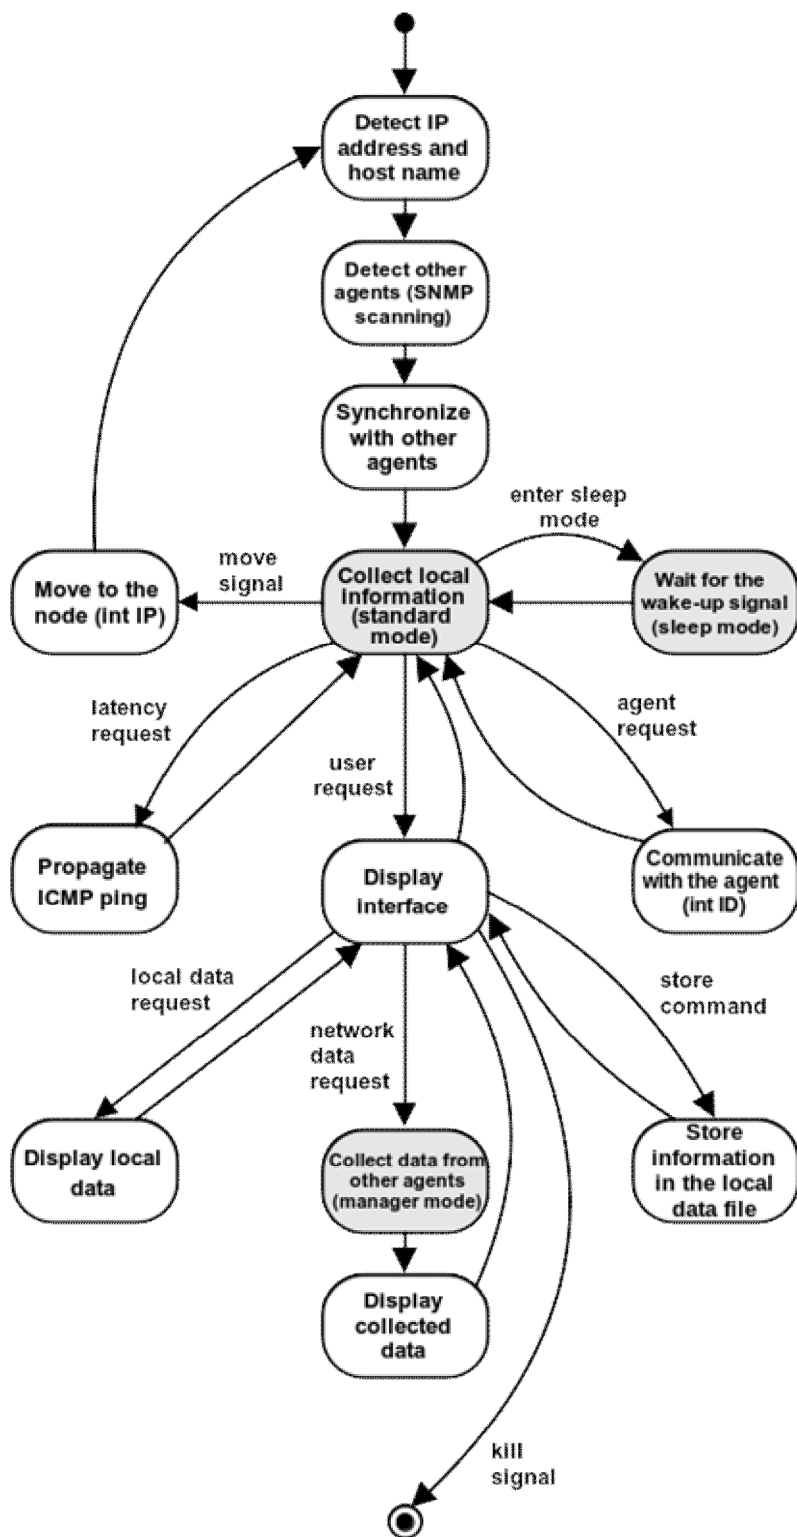 Detect IP
address and
host name
Detect other
agents (SNMP
scanning)
Synchronize
with other
agents
enter sleep
mode
move
signal
Move to the
node (int IP)
Collect local
information
(standard
mode)
Wait for the
wake-up signal
(sleep mode)
latency
request
user
request
agent
request
Propagate
ICMP ping
Display
interface
Communicate
with the agent
(int ID)
local data
request
network
data
request
store
command
Display local
data
Collect data from
other agents
(manager mode)
Store
information
in the local
data file
Display
collected
data
kill
signal